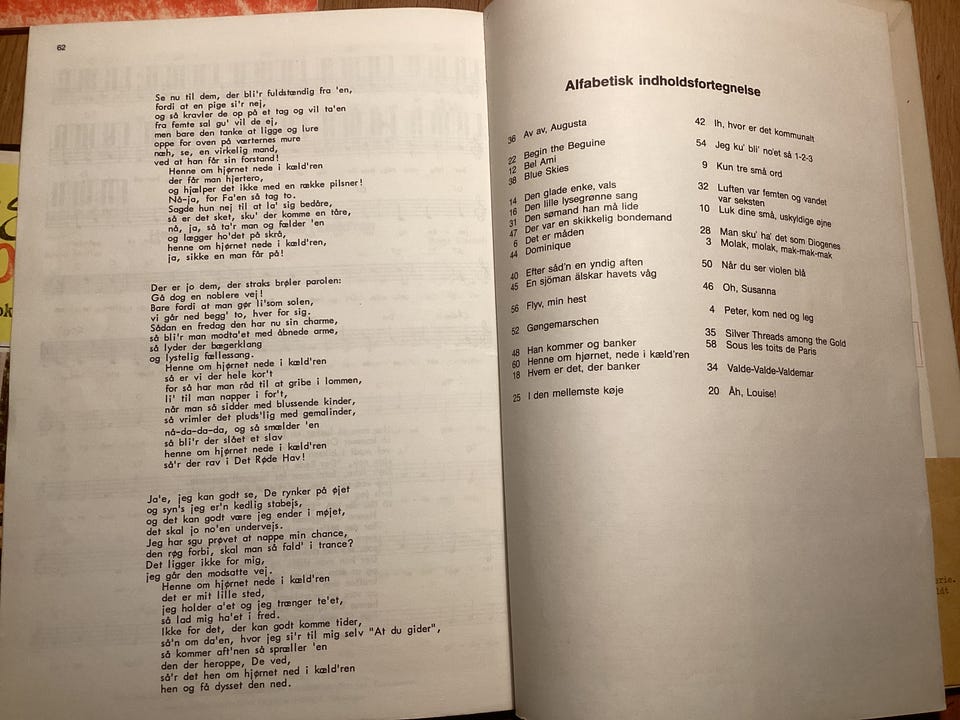 62
Se nu til dem, der bli'r fuldstændig fra 'en,
fordi at en pige si'r nej,
og så kravler de op på et tag og vil ta'en
fra femte sal gu' vil de ej,
men bare den tanke at ligge og lure
oppe for oven på værternes mure
næh, se, en virkelig mand,
ved at han får sin forstand!
Henne om hjørnet nede i kæld'ren
der får man hjertero,
og hjælper det ikke med en række pilsner!
Nå-ja, for Fa'en så tag to.
Sagde hun nej til at la' sig bedåre,
så er det sket, sku' der komme en tåre,
nå, ja, så ta'r man og fælder 'en
og lægger ho'det på skrå,
henne om hjørnet nede i kæld'ren,
ja, sikke en man får på!
Der er jo dem, der straks brøler parolen:
Gå dog en noblere vej!
Bare fordi at man gør li'som solen,
vi går ned begg' to, hver for sig.
Sådan en fredag den har nu sin charme,
så bli'r man modta'et med åbnede arme,
så lyder der bægerklang
og lystelig fællessang.
Henne om hjørnet nede i kæld'ren
så er vi der hele kor't
for så har man råd til at gribe i lommen,
li' til man napper i for't,
når man så sidder med blussende kinder,
så vrimler det pluds'lig med gemalinder,
nå-da-da-da, og så smælder 'en
så bli'r der slået et slav
henne om hjørnet nede i kæld'ren
så'r der rav i Det Røde Hav!
Ja'e, jeg kan godt se, De rynker på øjet
og syn's jeg er'n kedlig stabejs,
og det kan godt være jeg ender i møjet,
det skal jo no'en undervejs.
Jeg har sgu prøvet at nappe min chance,
den røg forbi, skal man så fald' i trance?
Det ligger ikke for mig,
jeg går den modsatte vej.
Henne om hjørnet nede i kæld'ren
det er mit lille sted,
jeg holder a'et og jeg trænger te'et,
så lad mig ha'et i fred.
Ikke for det, der kan godt komme tider,
så'n om da'en, hvor jeg si'r til mig selv "At du gider",
så kommer aft'nen så spræller 'en
den der heroppe, De ved,
så'r det hen om hjørnet ned i kæld'ren
hen og få dysset den ned.
Alfabetisk indholdsfortegnelse
36 Av av, Augusta
22 Begin the Beguine
12 Bel Ami
38 Blue Skies
14 Den glade enke, vals
16 Den lille lysegrønne sang
31 Den sømand han må lide
47 Der var en skikkelig bondemand
6 Det er måden
44 Dominique
40 Efter såd'n en yndig aften
45 En sjöman älskar havets våg
56 Flyv, min hest
52 Gøngemarschen
48 Han kommer og banker
60 Henne om hjørnet, nede i kæld'ren
18 Hvem er det, der banker
25 I den mellemste køje
42 Ih, hvor er det kommunalt
54 Jeg ku' bli' no'et så 1-2-3
9 Kun tre små ord
32 Luften var femten og vandet
var seksten
10 Luk dine små, uskyldige øjne
28 Man sku' ha' det som Diogenes
3 Molak, molak, mak-mak-mak
50 Når du ser violen blå
46 Oh, Susanna
4 Peter, kom ned og leg
35 Silver Threads among the Gold
58 Sous les toits de Paris
34 Valde-Valde-Valdemar
20 Åh, Louise!